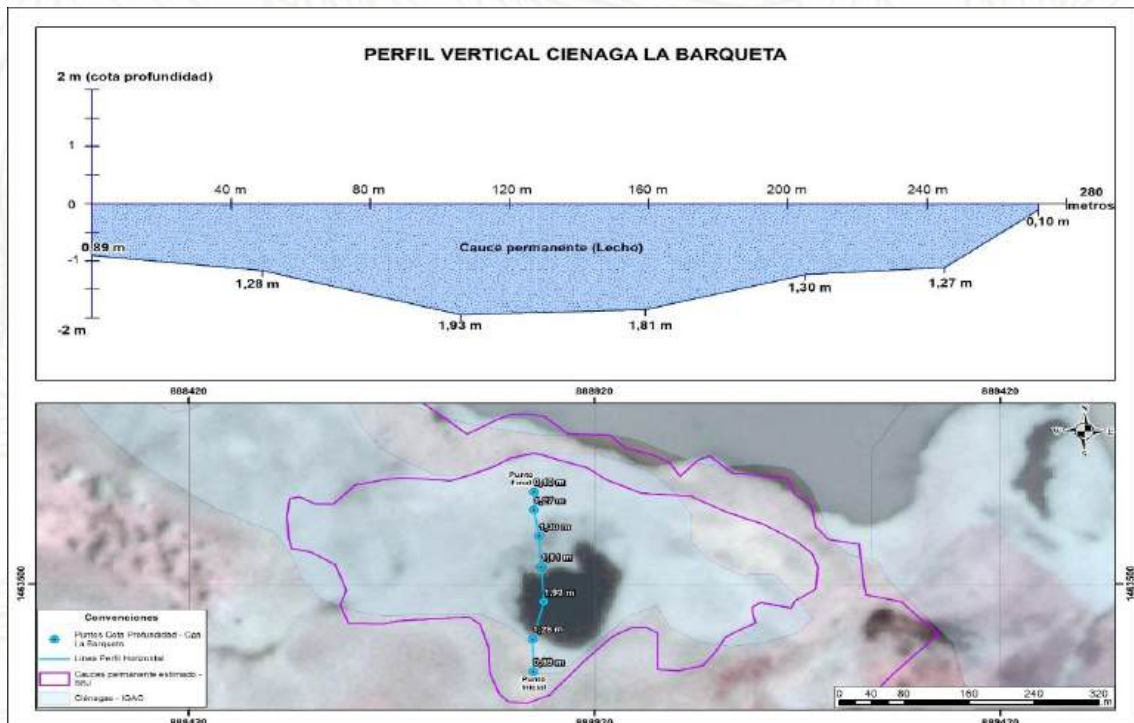 PERFIL VERTICAL CIENAGA LA BARQUETA
2 m (cota profundidad)
1
40 m 80 m 120 m 160 m 200 m 240 m 280
0 metros
0,10 m
0,89 m
Cauce permanente (Lecho)
-1
1,28 m 1,30 m 1,27 m
-2 m 1,93 m 1,81 m
888420 888920 889420
N
W E
S
Punto
Final
0,10 m
1,27 m
1,30 m
1,81 m
1463500 1463500
1,93 m
1,28 m
0,89 m
Punto
Inicial
Convenciones
Puntos Cota Profundidad - Cga
La Barqueta
Linea Perfil Horizontal
Cauces permanente estimado -
Ciénagas - IGAC
0 40 80 160 240 320
m
888420 888920 889420